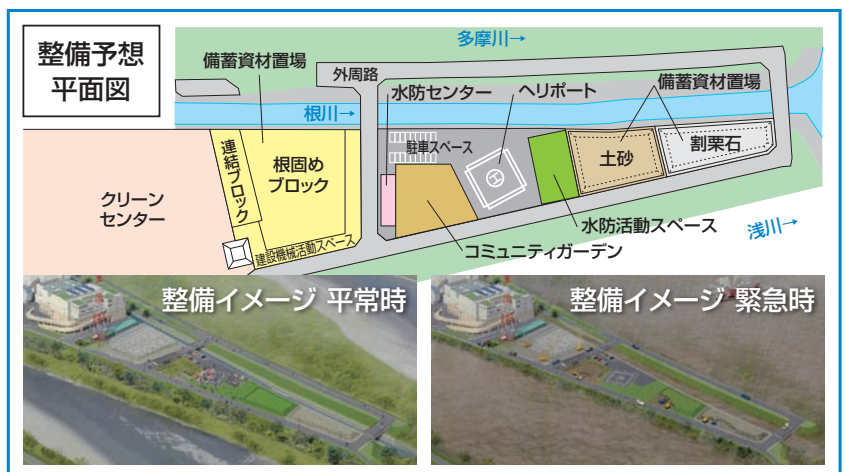 整備予想
平面図
多摩川→
備蓄資材置場
外周路
水防センター
ヘリポート
備蓄資材置場
根川→
連結ブロック
根固め
ブロック
駐車スペース
H
土砂
割栗石
クリーン
センター
建設機械活動スペース
水防活動スペース
浅川→
コミュニティガーデン
整備イメージ 平常時
整備イメージ 緊急時